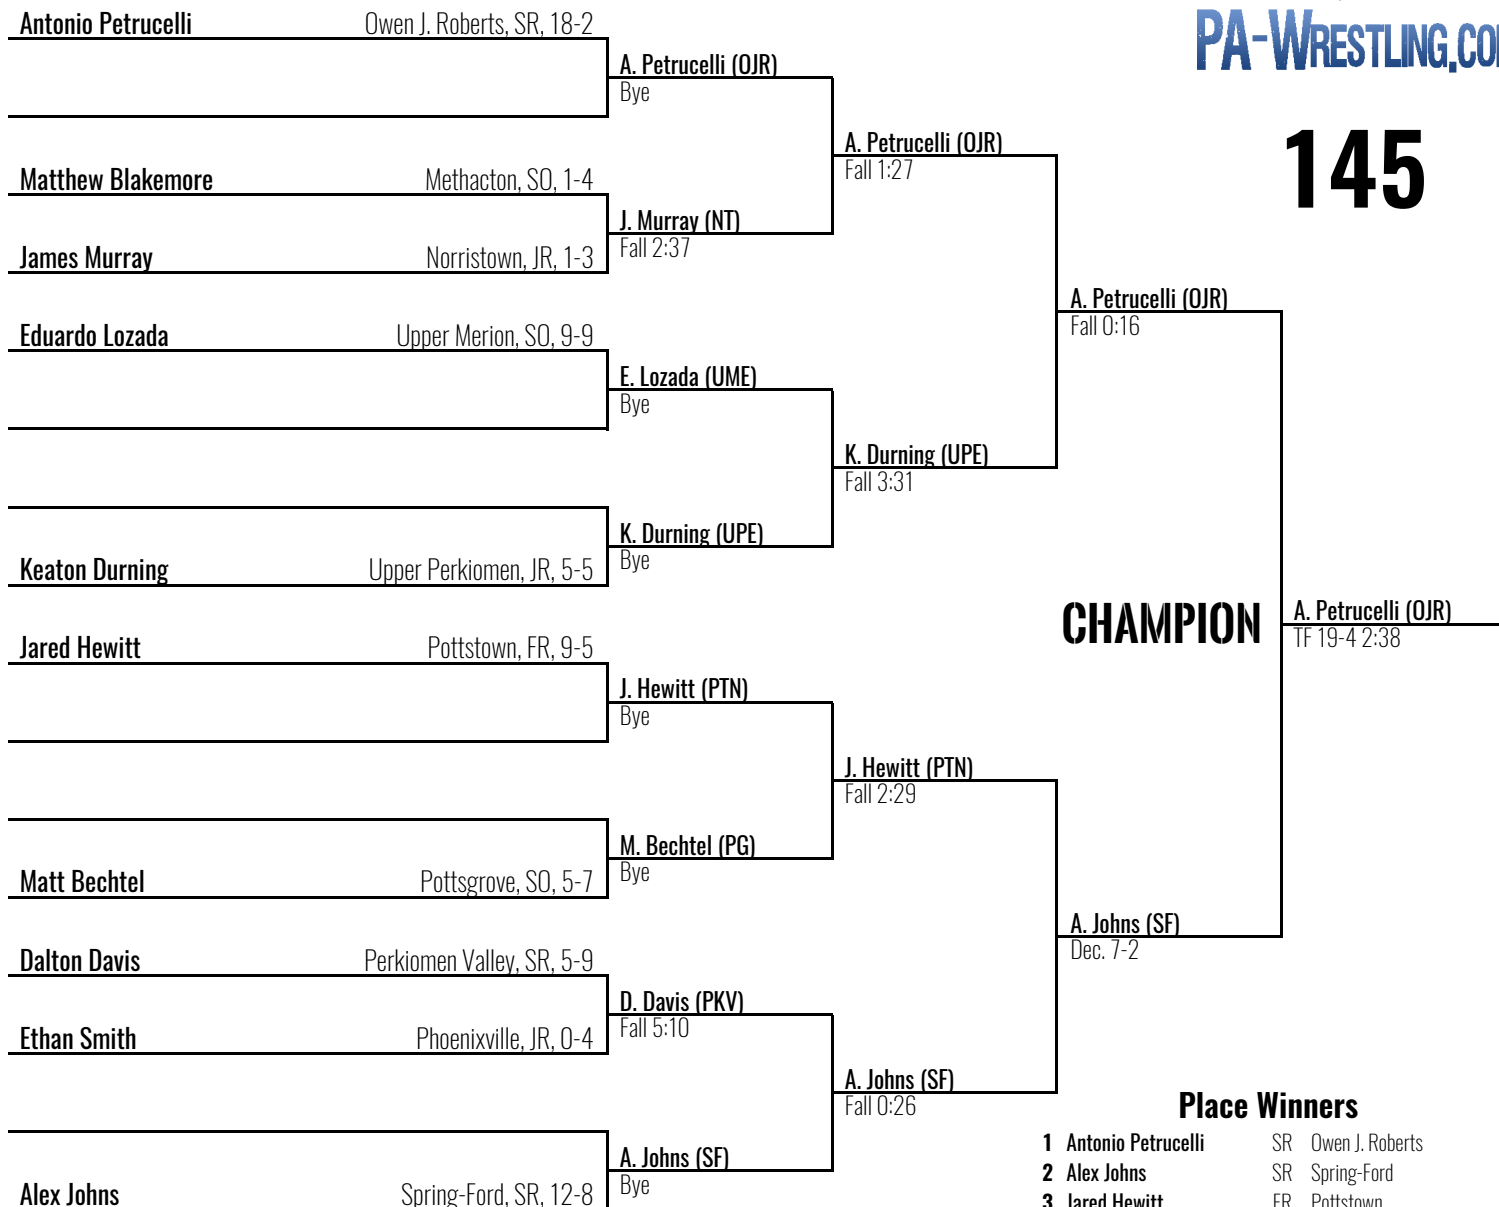 Antonio Petrucelli Owen J. Roberts, SR, 18-2
PA-WRESTLING.CO
A. Petrucelli (OJR)
Bye
145
A. Petrucelli (OJR)
Fall 1:27
Matthew Blakemore Methacton, SO, 1-4
J. Murray (NT)
Fall 2:37
James Murray Norristown, JR, 1-3
A. Petrucelli (OJR)
Fall 0:16
Eduardo Lozada Upper Merion, SO, 9-9
E. Lozada (UME)
Bye
K. Durning (UPE)
Fall 3:31
K. Durning (UPE)
Bye
Keaton Durning Upper Perkiomen, JR, 5-5
CHAMPION
A. Petrucelli (OJR)
TF 19-4 2:38
Jared Hewitt Pottstown, FR, 9-5
J. Hewitt (PTN)
Bye
J. Hewitt (PTN)
Fall 2:29
M. Bechtel (PG)
Bye
Matt Bechtel Pottsgrove, SO, 5-7
A. Johns (SF)
Dec. 7-2
Dalton Davis Perkiomen Valley, SR, 5-9
D. Davis (PKV)
Fall 5:10
Ethan Smith Phoenixville, JR, 0-4
A. Johns (SF)
Fall 0:26
A. Johns (SF)
Bye
Alex Johns Spring-Ford, SR, 12-8
Place Winners
1 Antonio Petrucelli SR Owen J. Roberts
2 Alex Johns SR Spring-Ford
3 Jared Hewitt FR Pottstown